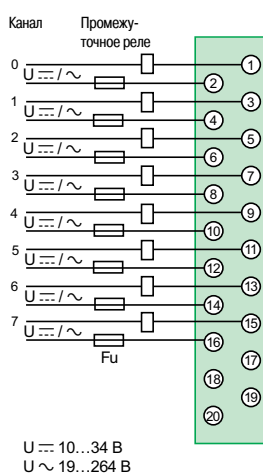 Канал Промежу-
точное реле
0
U ⎓ / ∼
1
2
1
U ⎓ / ∼
3
4
2
U ⎓ / ∼
5
6
3
U ⎓ / ∼
7
8
4
U ⎓ / ∼
9
10
5
U ⎓ / ∼
11
12
6
U ⎓ / ∼
13
14
7
U ⎓ / ∼
15
16
Fu
17
18
19
20
U ⎓ 10...34 В
U ∼ 19...264 В